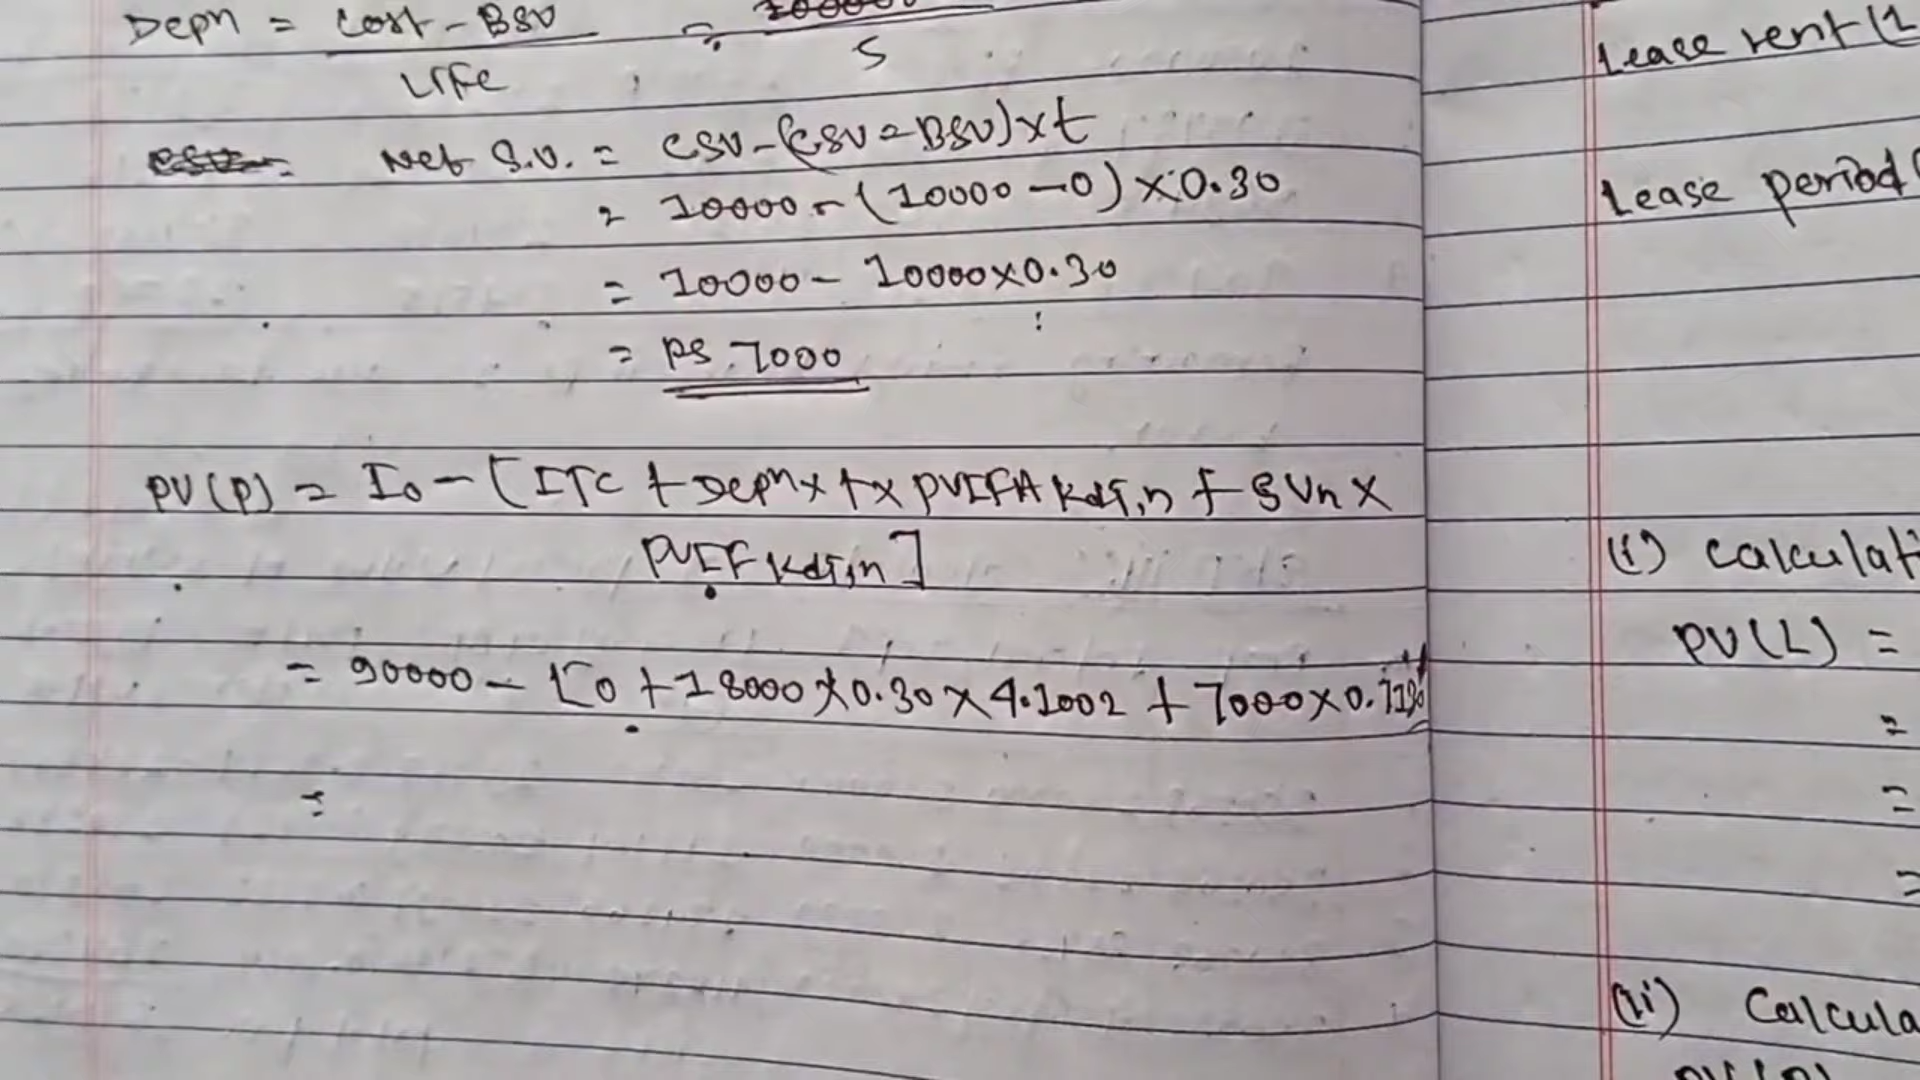 Depn = Cost - BSV
Life
5
Net S.V. = CSV - (CSV - BSV) x t
= 10000 - (10000 - 0) x 0.30
= 10000 - 10000 x 0.30
= Rs. 7000
PV(P) = I0 - [ITC + Depn x t x PVIFA Kdt,n + SVn x
PVIF Kdt,n]
= 90000 - [0 + 18000 x 0.30 x 4.1002 + 7000 x
=
Lease rent (L
Lease period
(i) Calculati
PV(L) =
=
=
=
(ii) Calcula